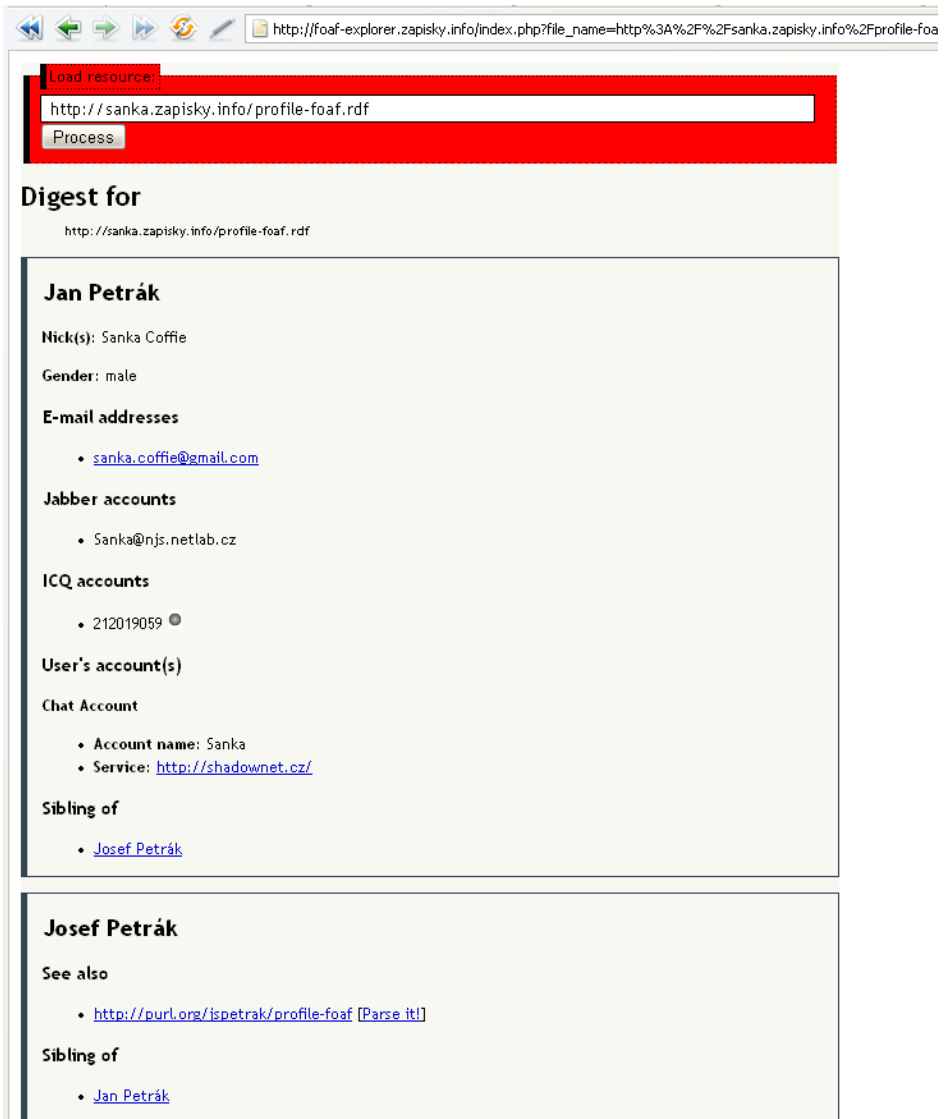 http://foaf-explorer.zapisky.info/index.php?file_name=http%3A%2F%2Fsanka.zapisky.info%2Fprofile-foa
Load resource:
http://sanka.zapisky.info/profile-foaf.rdf
Process
Digest for
http://sanka.zapisky.info/profile-foaf.rdf
Jan Petrák
Nick(s): Sanka Coffie
Gender: male
E-mail addresses
• sanka.coffie@gmail.com
Jabber accounts
• Sanka@njs.netlab.cz
ICQ accounts
• 212019059
User's account(s)
Chat Account
• Account name: Sanka
• Service: http://shadownet.cz/
Sibling of
• Josef Petrák
Josef Petrák
See also
• http://purl.org/jspetrak/profile-foaf [Parse it!]
Sibling of
• Jan Petrák